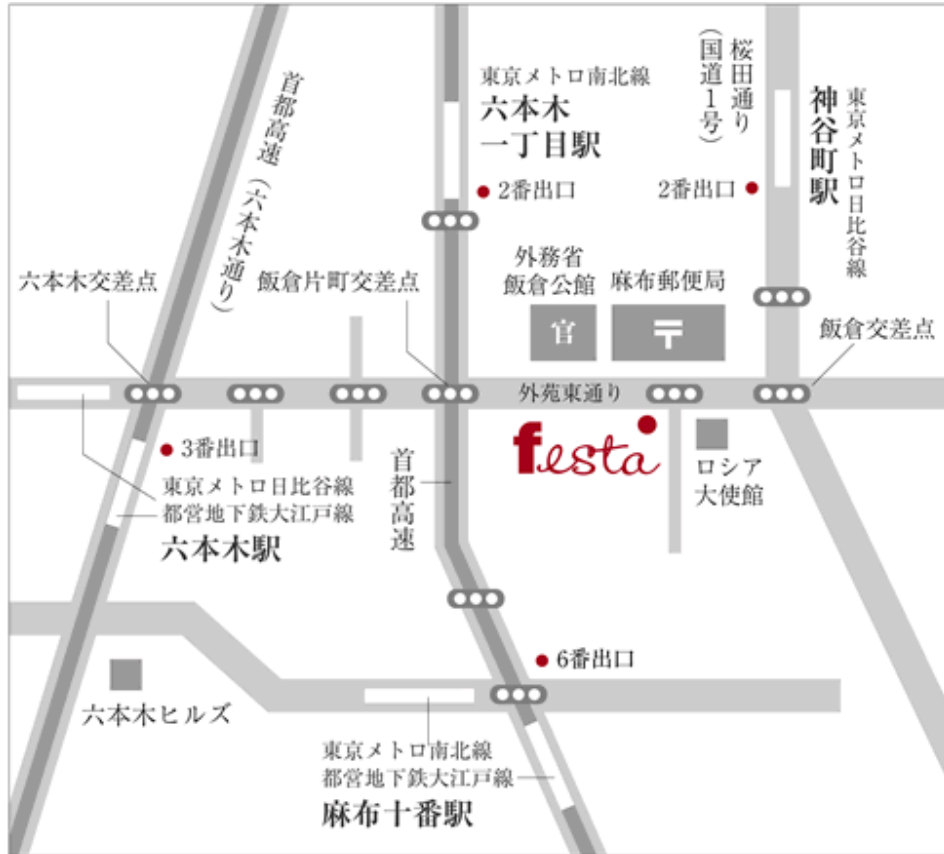 首都高速（六本木通り）
東京メトロ南北線
六本木
一丁目駅
2番出口
桜田通り
（国道1号）
2番出口
神谷町駅
東京メトロ日比谷線
六本木交差点
飯倉片町交差点
外務省
飯倉公館
官
麻布郵便局
〒
飯倉交差点
外苑東通り
festa
ロシア
大使館
3番出口
東京メトロ日比谷線
都営地下鉄大江戸線
六本木駅
首都高速
6番出口
六本木ヒルズ
東京メトロ南北線
都営地下鉄大江戸線
麻布十番駅